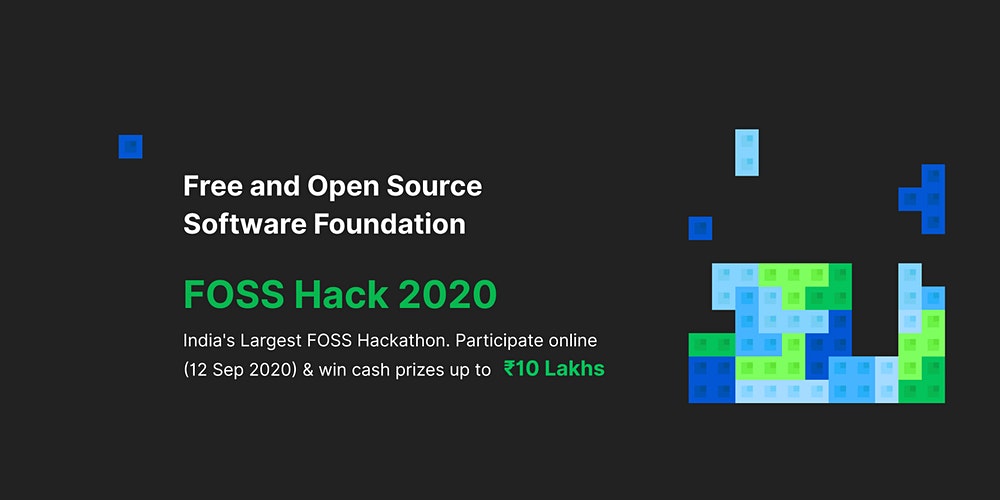 Free and Open Source
Software Foundation
FOSS Hack 2020
India's Largest FOSS Hackathon. Participate online
(12 Sep 2020) & win cash prizes up to ₹10 Lakhs